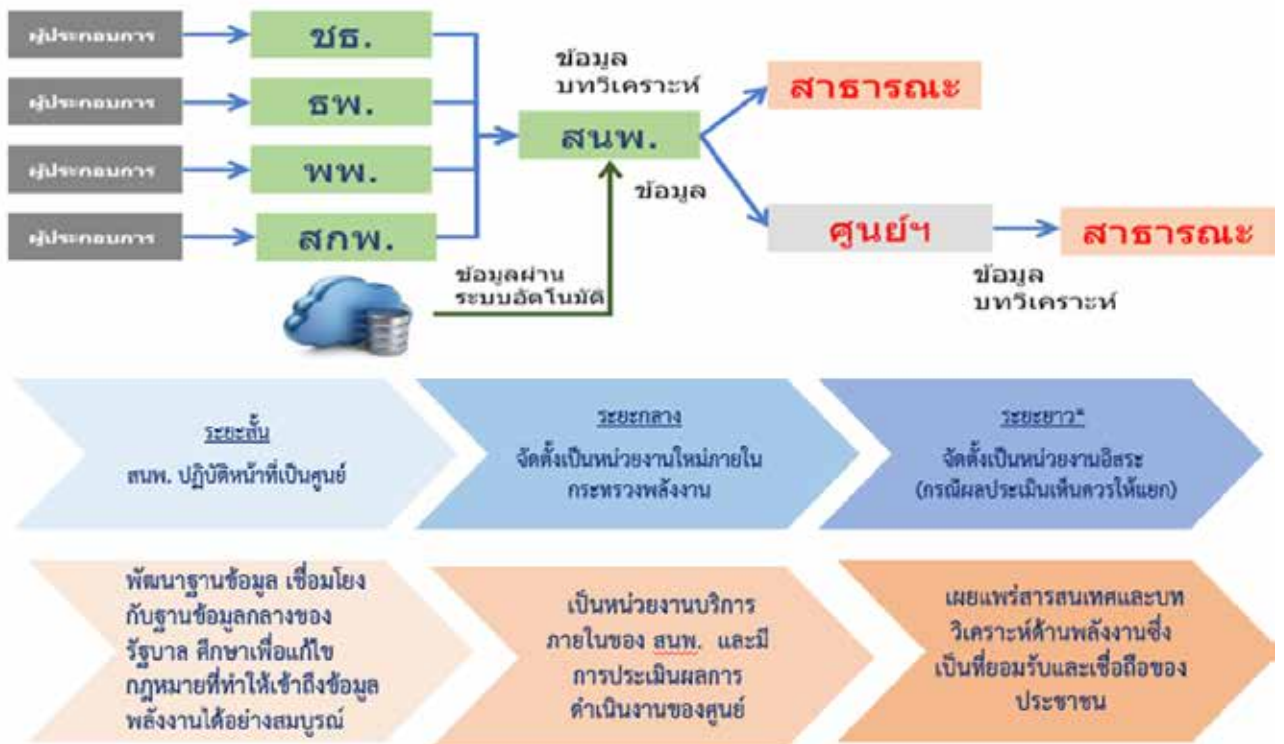 ผู้ประกอบการ
ชธ.
ผู้ประกอบการ
ธพ.
ผู้ประกอบการ
พพ.
ผู้ประกอบการ
สกพ.
ข้อมูลผ่าน
ระบบอัตโนมัติ
ข้อมูล
บทวิเคราะห์
สนพ.
ข้อมูล
สาธารณะ
ศูนย์ฯ
ข้อมูล
บทวิเคราะห์
สาธารณะ
ระยะสั้น
สนพ. ปฏิบัติหน้าที่เป็นศูนย์
ระยะกลาง
จัดตั้งเป็นหน่วยงานใหม่ภายใน
กระทรวงพลังงาน
ระยะยาว*
จัดตั้งเป็นหน่วยงานอิสระ
(กรณีผลประเมินเห็นควรให้แยก)
พัฒนาฐานข้อมูล เชื่อมโยง
กับฐานข้อมูลกลางของ
รัฐบาล ศึกษาเพื่อแก้ไข
กฎหมายที่ทำให้เข้าถึงข้อมูล
พลังงานได้อย่างสมบูรณ์
เป็นหน่วยงานบริการ
ภายในของ สนพ. และมี
การประเมินผลการ
ดำเนินงานของศูนย์
เผยแพร่สารสนเทศและบท
วิเคราะห์ด้านพลังงานซึ่ง
เป็นที่ยอมรับและเชื่อถือของ
ประชาชน